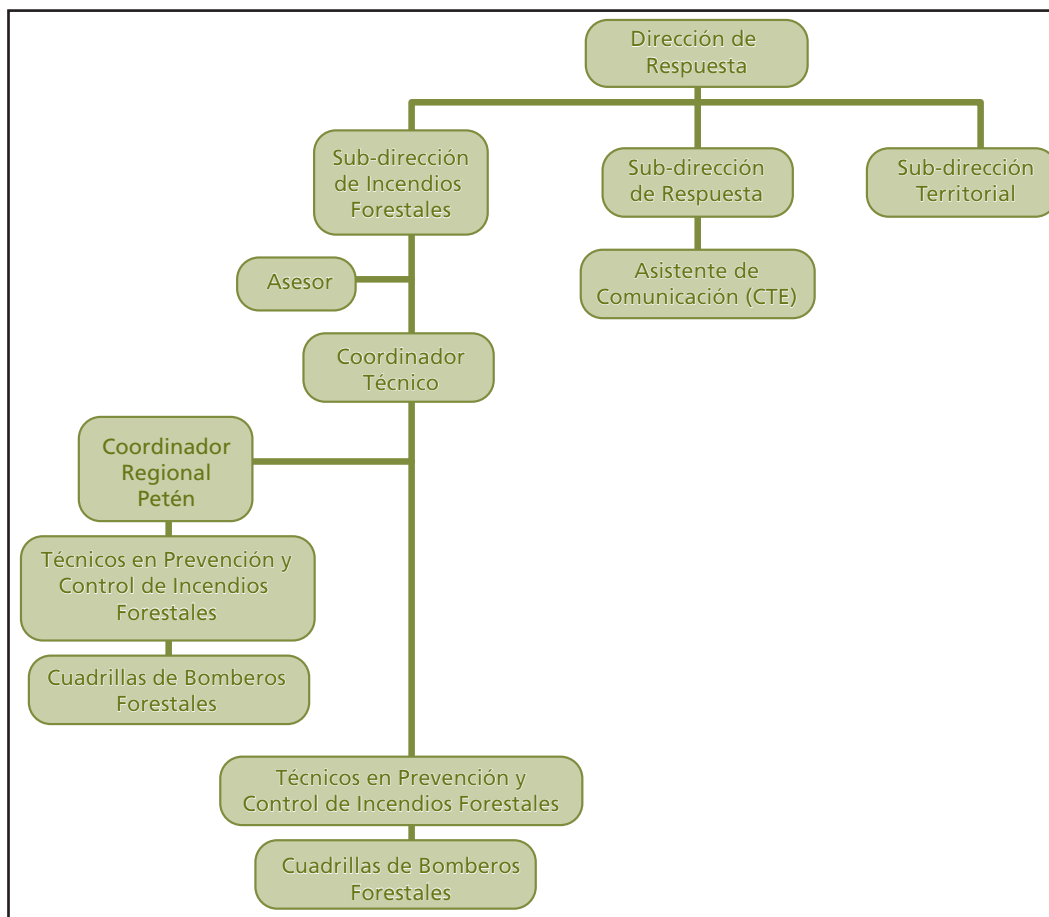 Dirección de
Respuesta
Sub-dirección
de Incendios
Forestales
Sub-dirección
de Respuesta
Sub-dirección
Territorial
Asesor
Asistente de
Comunicación (CTE)
Coordinador
Técnico
Coordinador
Regional
Petén
Técnicos en Prevención y
Control de Incendios
Forestales
Cuadrillas de Bomberos
Forestales
Técnicos en Prevención y
Control de Incendios Forestales
Cuadrillas de Bomberos
Forestales